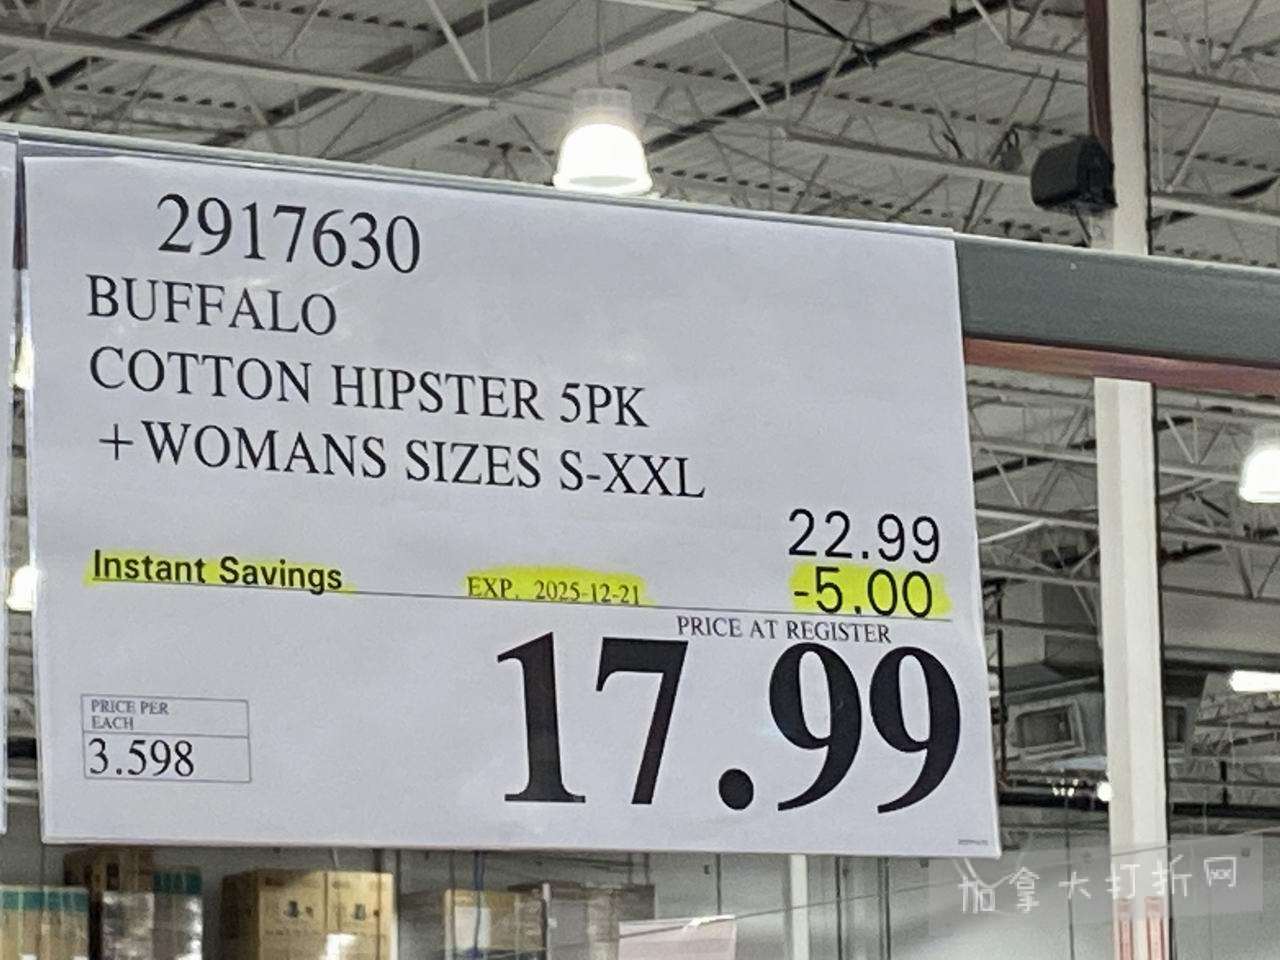 2917630
BUFFALO
COTTON HIPSTER 5PK
+WOMANS SIZES S-XXL
22.99
Instant Savings EXP. 2025-12-21 -5.00
PRICE AT REGISTER
17.99
PRICE PER
EACH
3.598
加拿大打折网